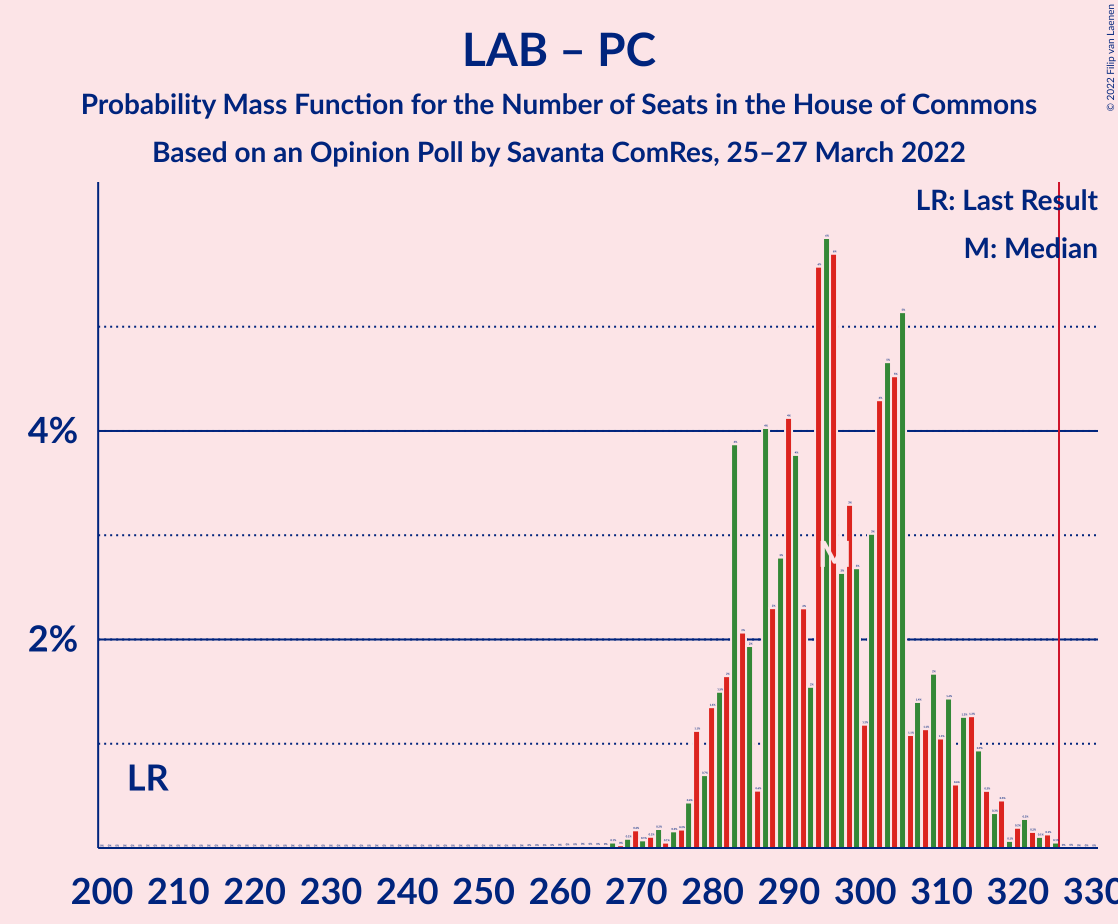 LAB – PC
Probability Mass Function for the Number of Seats in the House of Commons
Based on an Opinion Poll by Savanta ComRes, 25–27 March 2022
© 2022 Filip van Laenen
LR: Last Result
M: Median
4%
2%
LR
M
200 210 220 230 240 250 260 270 280 290 300 310 320 330